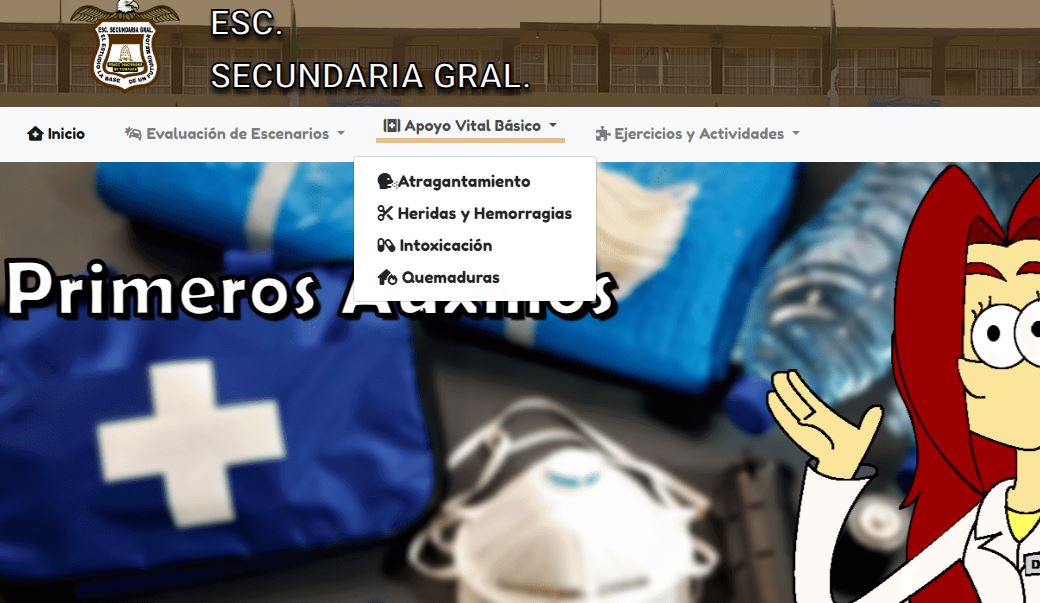 ESC. SECUNDARIA GRAL.
ESC.
SECUNDARIA GRAL.
Inicio
Evaluación de Escenarios
Apoyo Vital Básico
Ejercicios y Actividades
Atragantamiento
Heridas y Hemorragias
Intoxicación
Quemaduras
Primeros
D